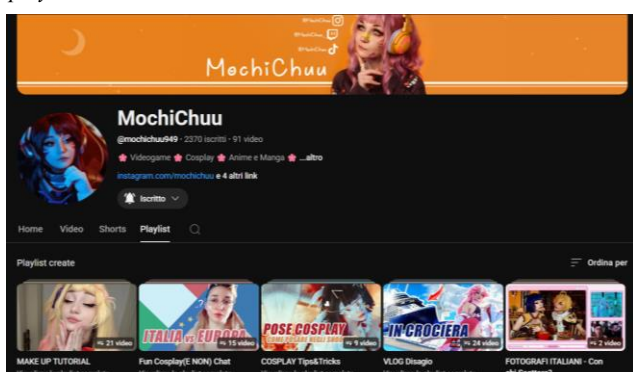 MochiChuu
MochiChuu
@mochichuu949 · 2370 iscritti · 91 video
Videogame Cosplay Anime e Manga ...altro
instagram.com/mochichuu e 4 altri link
Iscritto
Home Video Shorts Playlist
Playlist create
Ordina per
ITALIA vs EUROPA
POSE COSPLAY
IN CROCIERA
21 video
15 video
9 video
24 video
2 video
MAKE UP TUTORIAL
Fun Cosplay(E NON) Chat
COSPLAY Tips&Tricks
VLOG Disagio
FOTOGRAFI ITALIANI - Con